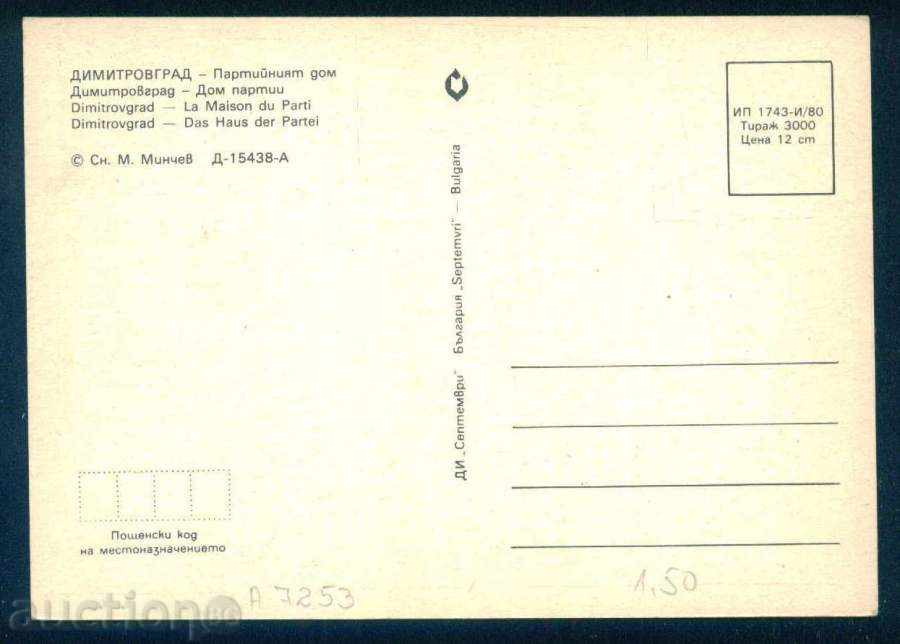 ДИМИТРОВГРАД – Партийният дом
Димитровград – Дом партии
Dimitrovgrad — La Maison du Parti
Dimitrovgrad — Das Haus der Partei
© Сн. М. Минчев Д-15438-А
ДИ „Септември" България „Septemvri" — Bulgaria
ИП 1743-И/80
Тираж 3000
Цена 12 ст
Пощенски код
на местоназначението
A 7253
1,50
auction